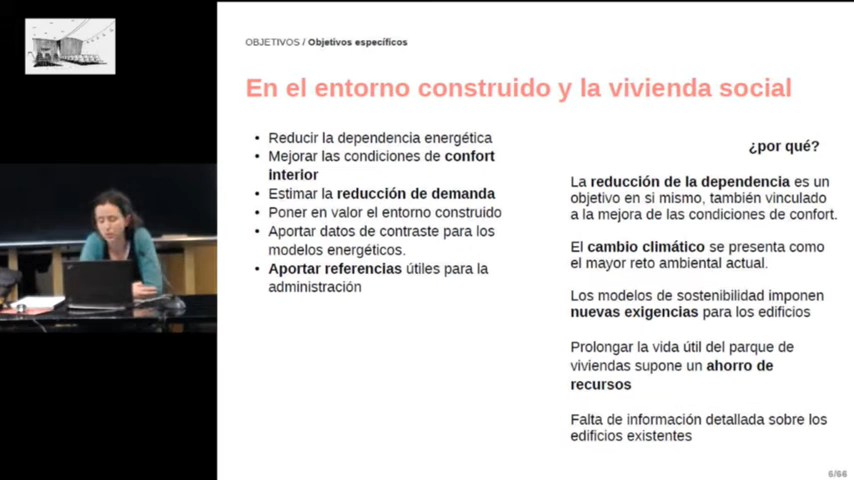 OBJETIVOS / Objetivos específicos
En el entorno construido y la vivienda social
• Reducir la dependencia energética
• Mejorar las condiciones de confort
interior
• Estimar la reducción de demanda
• Poner en valor el entorno construido
• Aportar datos de contraste para los
modelos energéticos.
• Aportar referencias útiles para la
administración
¿por qué?
La reducción de la dependencia es un
objetivo en si mismo, también vinculado
a la mejora de las condiciones de confort.
El cambio climático se presenta como
el mayor reto ambiental actual.
Los modelos de sostenibilidad imponen
nuevas exigencias para los edificios
Prolongar la vida útil del parque de
viviendas supone un ahorro de
recursos
Falta de información detallada sobre los
edificios existentes
6/66